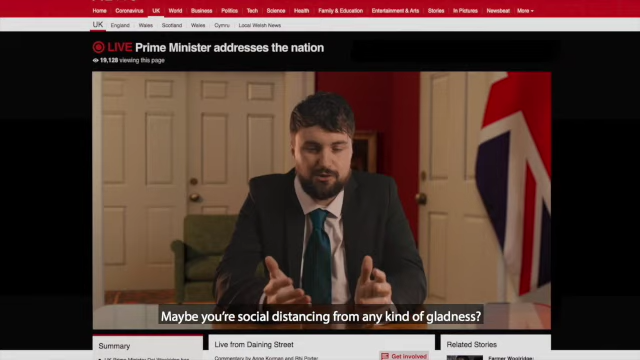 Home Coronavirus UK World Business Politics Tech Science Health Family & Education Entertainment & Arts Stories In Pictures Newsbeat More
UK England Wales Scotland Wales Cymru Local Welsh News
LIVE Prime Minister addresses the nation
19,128 viewing this page
Maybe you're social distancing from any kind of gladness?
Summary
Live from Daining Street
Related Stories
Get involved